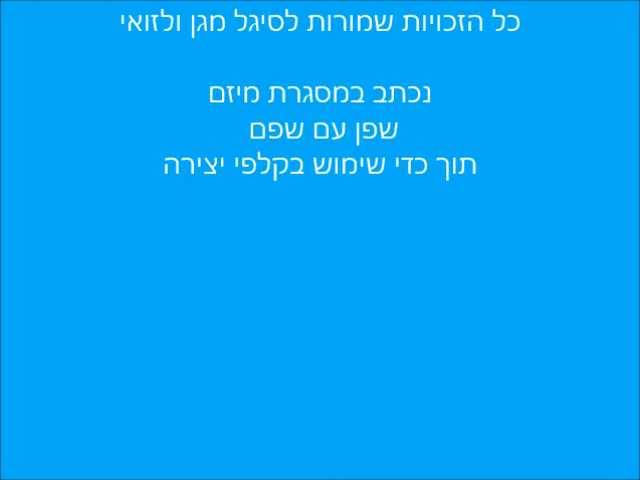 כל הזכויות שמורות לסיגל מגן ולזואי
נכתב במסגרת מיזם
שפן עם שפם
תוך כדי שימוש בקלפי יצירה